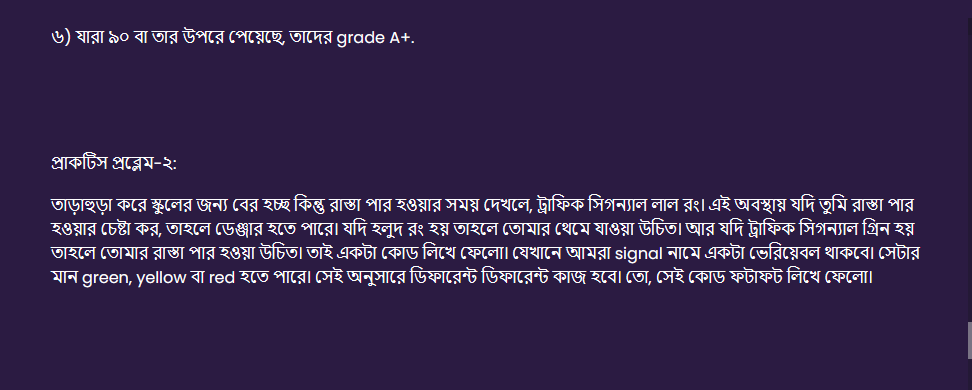 ৬) যারা ৯০ বা তার উপরে পেয়েছে, তাদের grade A+.
প্রাকটিস প্রব্লেম-২:
তাড়াহুড়া করে স্কুলের জন্য বের হচ্ছ কিন্তু রাস্তা পার হওয়ার সময় দেখলে, ট্রাফিক সিগন্যাল লাল রং। এই অবস্থায় যদি তুমি রাস্তা পার
হওয়ার চেষ্টা কর, তাহলে ডেঞ্জার হতে পারে। যদি হলুদ রং হয় তাহলে তোমার থেমে যাওয়া উচিত। আর যদি ট্রাফিক সিগন্যাল গ্রিন হয়
তাহলে তোমার রাস্তা পার হওয়া উচিত। তাই একটা কোড লিখে ফেলো। যেখানে আমরা signal নামে একটা ভেরিয়েবল থাকবে। সেটার
মান green, yellow বা red হতে পারে। সেই অনুসারে ডিফারেন্ট ডিফারেন্ট কাজ হবে। তো, সেই কোড ফটাফট লিখে ফেলো।